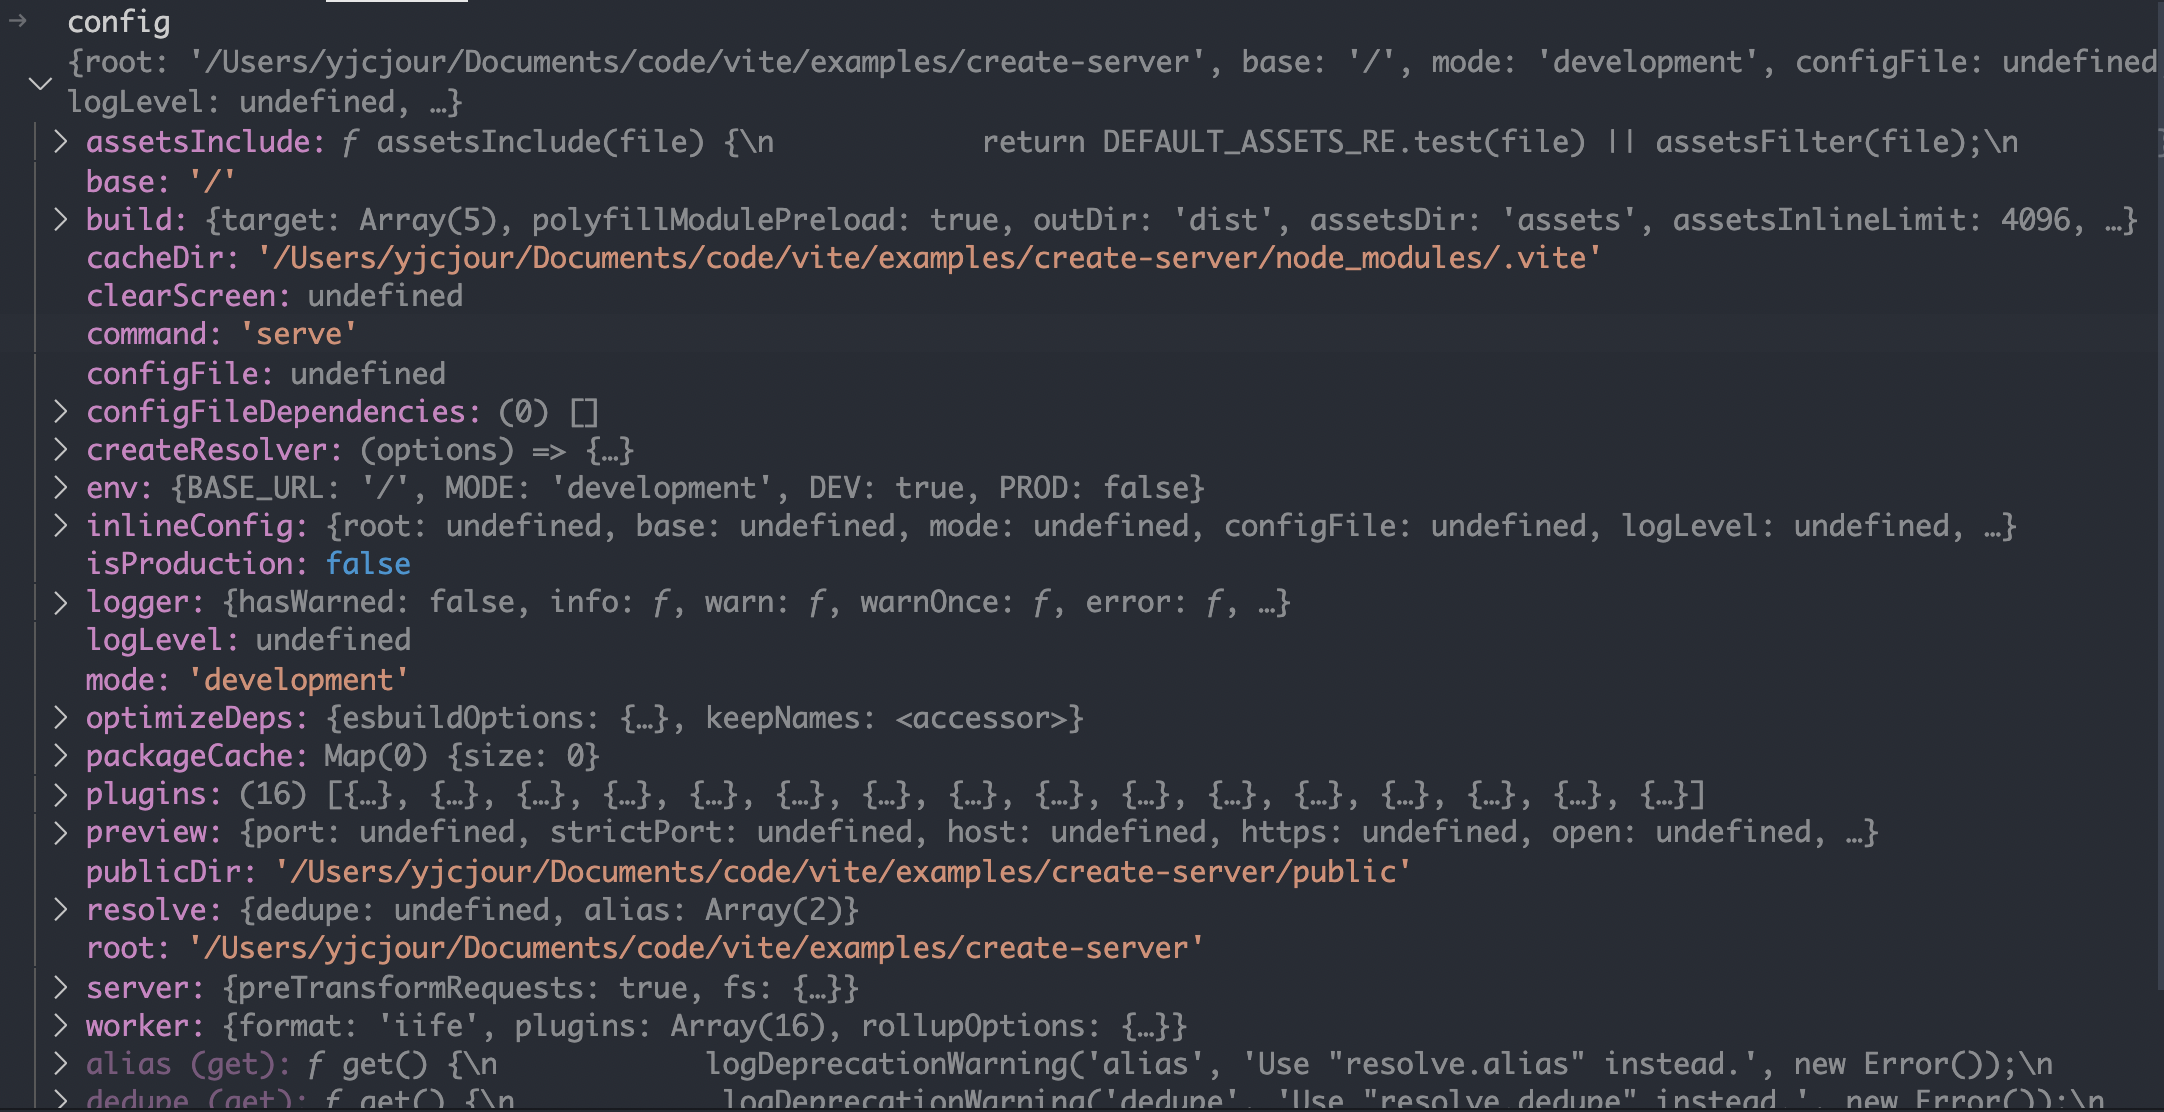 config
{root: '/Users/yjcjour/Documents/code/vite/examples/create-server', base: '/', mode: 'development', configFile: undefined
logLevel: undefined, …}
assetsInclude: ƒ assetsInclude(file) {\n        return DEFAULT_ASSETS_RE.test(file) || assetsFilter(file);\n
base: '/'
build: {target: Array(5), polyfillModulePreload: true, outDir: 'dist', assetsDir: 'assets', assetsInlineLimit: 4096, …}
cacheDir: '/Users/yjcjour/Documents/code/vite/examples/create-server/node_modules/.vite'
clearScreen: undefined
command: 'serve'
configFile: undefined
configFileDependencies: (0) []
createResolver: (options) => {…}
env: {BASE_URL: '/', MODE: 'development', DEV: true, PROD: false}
inlineConfig: {root: undefined, base: undefined, mode: undefined, configFile: undefined, logLevel: undefined, …}
isProduction: false
logger: {hasWarned: false, info: ƒ, warn: ƒ, warnOnce: ƒ, error: ƒ, …}
logLevel: undefined
mode: 'development'
optimizeDeps: {esbuildOptions: {…}, keepNames: <accessor>}
packageCache: Map(0) {size: 0}
plugins: (16) [{…}, {…}, {…}, {…}, {…}, {…}, {…}, {…}, {…}, {…}, {…}, {…}, {…}, {…}, {…}, {…}]
preview: {port: undefined, strictPort: undefined, host: undefined, https: undefined, open: undefined, …}
publicDir: '/Users/yjcjour/Documents/code/vite/examples/create-server/public'
resolve: {dedupe: undefined, alias: Array(2)}
root: '/Users/yjcjour/Documents/code/vite/examples/create-server'
server: {preTransformRequests: true, fs: {…}}
worker: {format: 'iife', plugins: Array(16), rollupOptions: {…}}
alias (get): ƒ get() {\n        logDeprecationWarning('alias', 'Use "resolve.alias" instead.', new Error());\n
dedupe (get): ƒ get() {\n        logDeprecationWarning('dedupe', 'Use "resolve.dedupe" instead.', new Error());\n